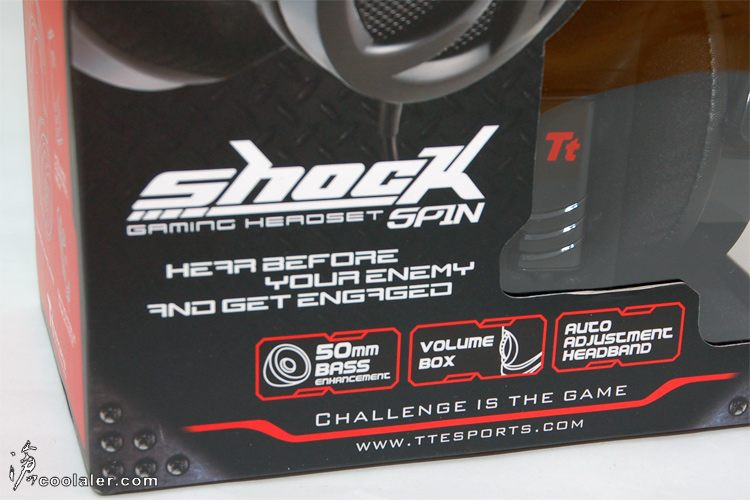 Tt
Shock
GAMING HEADSET SPIN
HEAR BEFORE
YOUR ENEMY
AND GET ENGAGED
50mm
BASS
ENHANCEMENT
VOLUME
BOX
AUTO
ADJUSTMENT
HEADBAND
CHALLENGE IS THE GAME
WWW.TTESPORTS.COM
coolaler.com